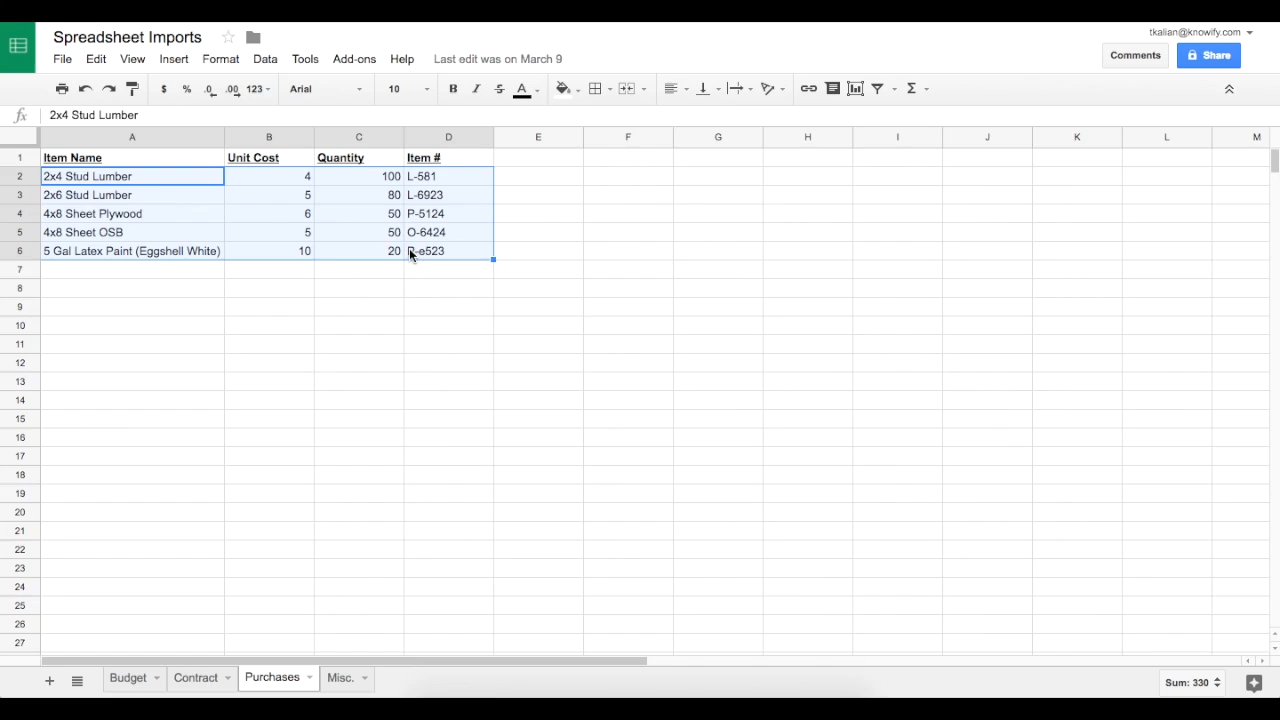 Spreadsheet Imports
tkalian@knowify.com
File Edit View Insert Format Data Tools Add-ons Help Last edit was on March 9
Comments Share
$ % .0 .00 123 Arial 10 B I S A Σ
fx 2x4 Stud Lumber
A B C D E F G H I J K L M
1 Item Name Unit Cost Quantity Item #
2 2x4 Stud Lumber 4 100 L-581
3 2x6 Stud Lumber 5 80 L-6923
4 4x8 Sheet Plywood 6 50 P-5124
5 4x8 Sheet OSB 5 50 O-6424
6 5 Gal Latex Paint (Eggshell White) 10 20 -e523
7
8
9
10
11
12
13
14
15
16
17
18
19
20
21
22
23
24
25
26
27
Budget Contract Purchases Misc. Sum: 330